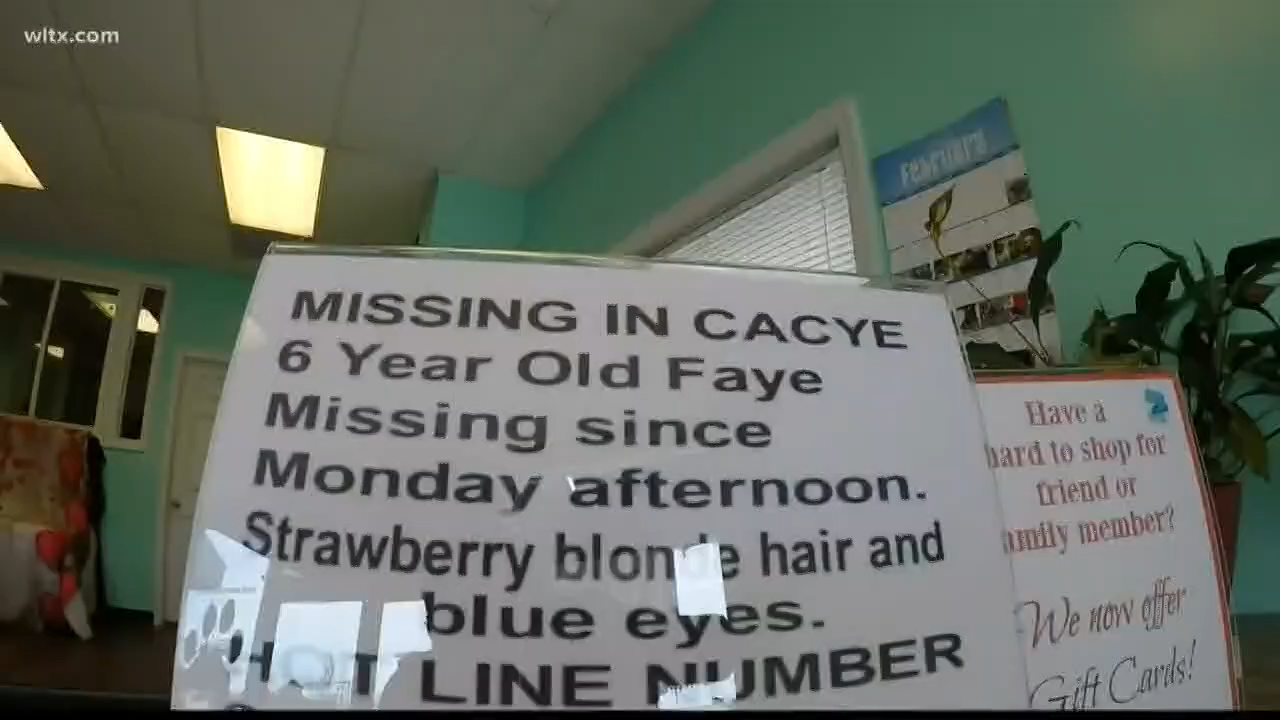 wltx.com
FEBRUARY
MISSING IN CACYE
6 Year Old Faye
Missing since
Monday afternoon.
Strawberry blonde hair and
blue eyes.
HOT LINE NUMBER
Have a
hard to shop for
friend or
family member?
We now offer
Gift Cards!